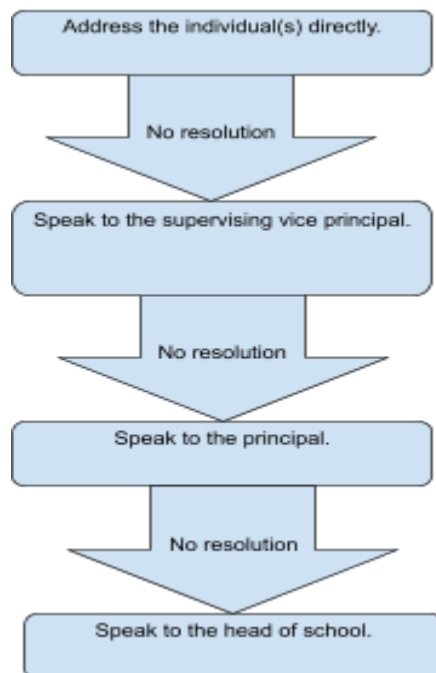 Address the individual(s) directly.
No resolution
Speak to the supervising vice principal.
No resolution
Speak to the principal.
No resolution
Speak to the head of school.